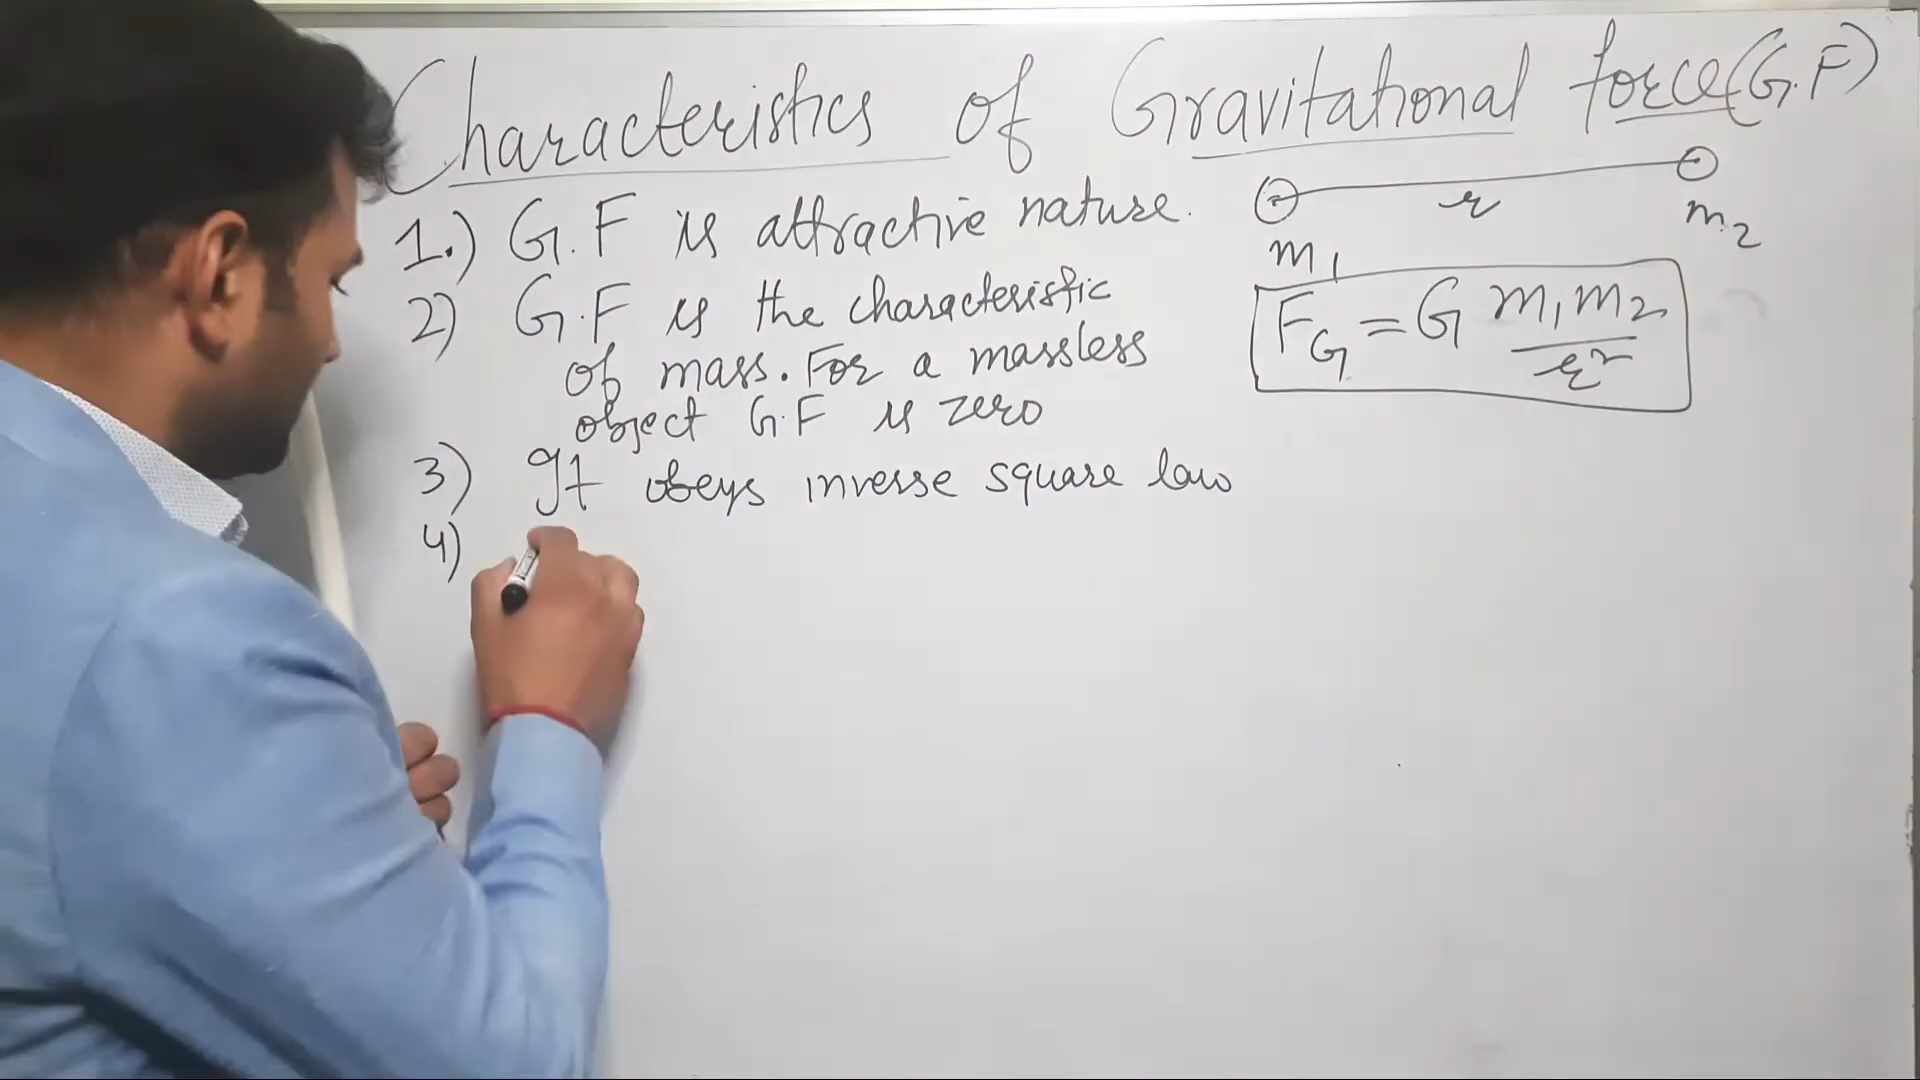 Characteristics of Gravitational force (G.F)
1.) G.F is attractive nature.
2) G.F is the characteristic
of mass. For a massless
object G.F is zero
3) It obeys inverse square law
4)
r
m₁
m₂
F_G = G m₁m₂/r²